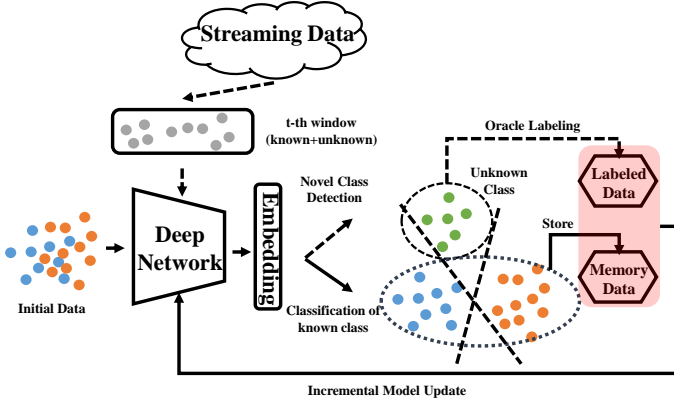 Streaming Data
t-th window
(known+unknown)
Oracle Labeling
Novel Class
Detection
Unknown
Class
Labeled
Data
Embedding
Deep
Network
Store
Memory
Data
Initial Data
Classification of
known class
Incremental Model Update